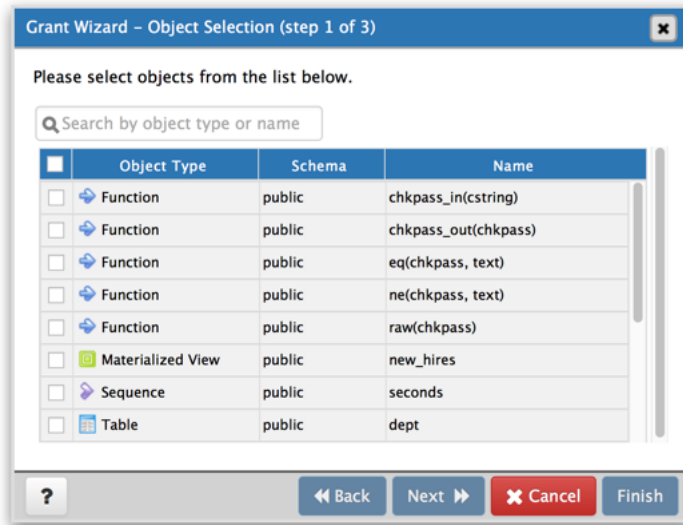 Grant Wizard – Object Selection (step 1 of 3)
Please select objects from the list below.
Search by object type or name
Object Type Schema Name
Function public chkpass_in(cstring)
Function public chkpass_out(chkpass)
Function public eq(chkpass, text)
Function public ne(chkpass, text)
Function public raw(chkpass)
Materialized View public new_hires
Sequence public seconds
Table public dept
? Back Next Cancel Finish